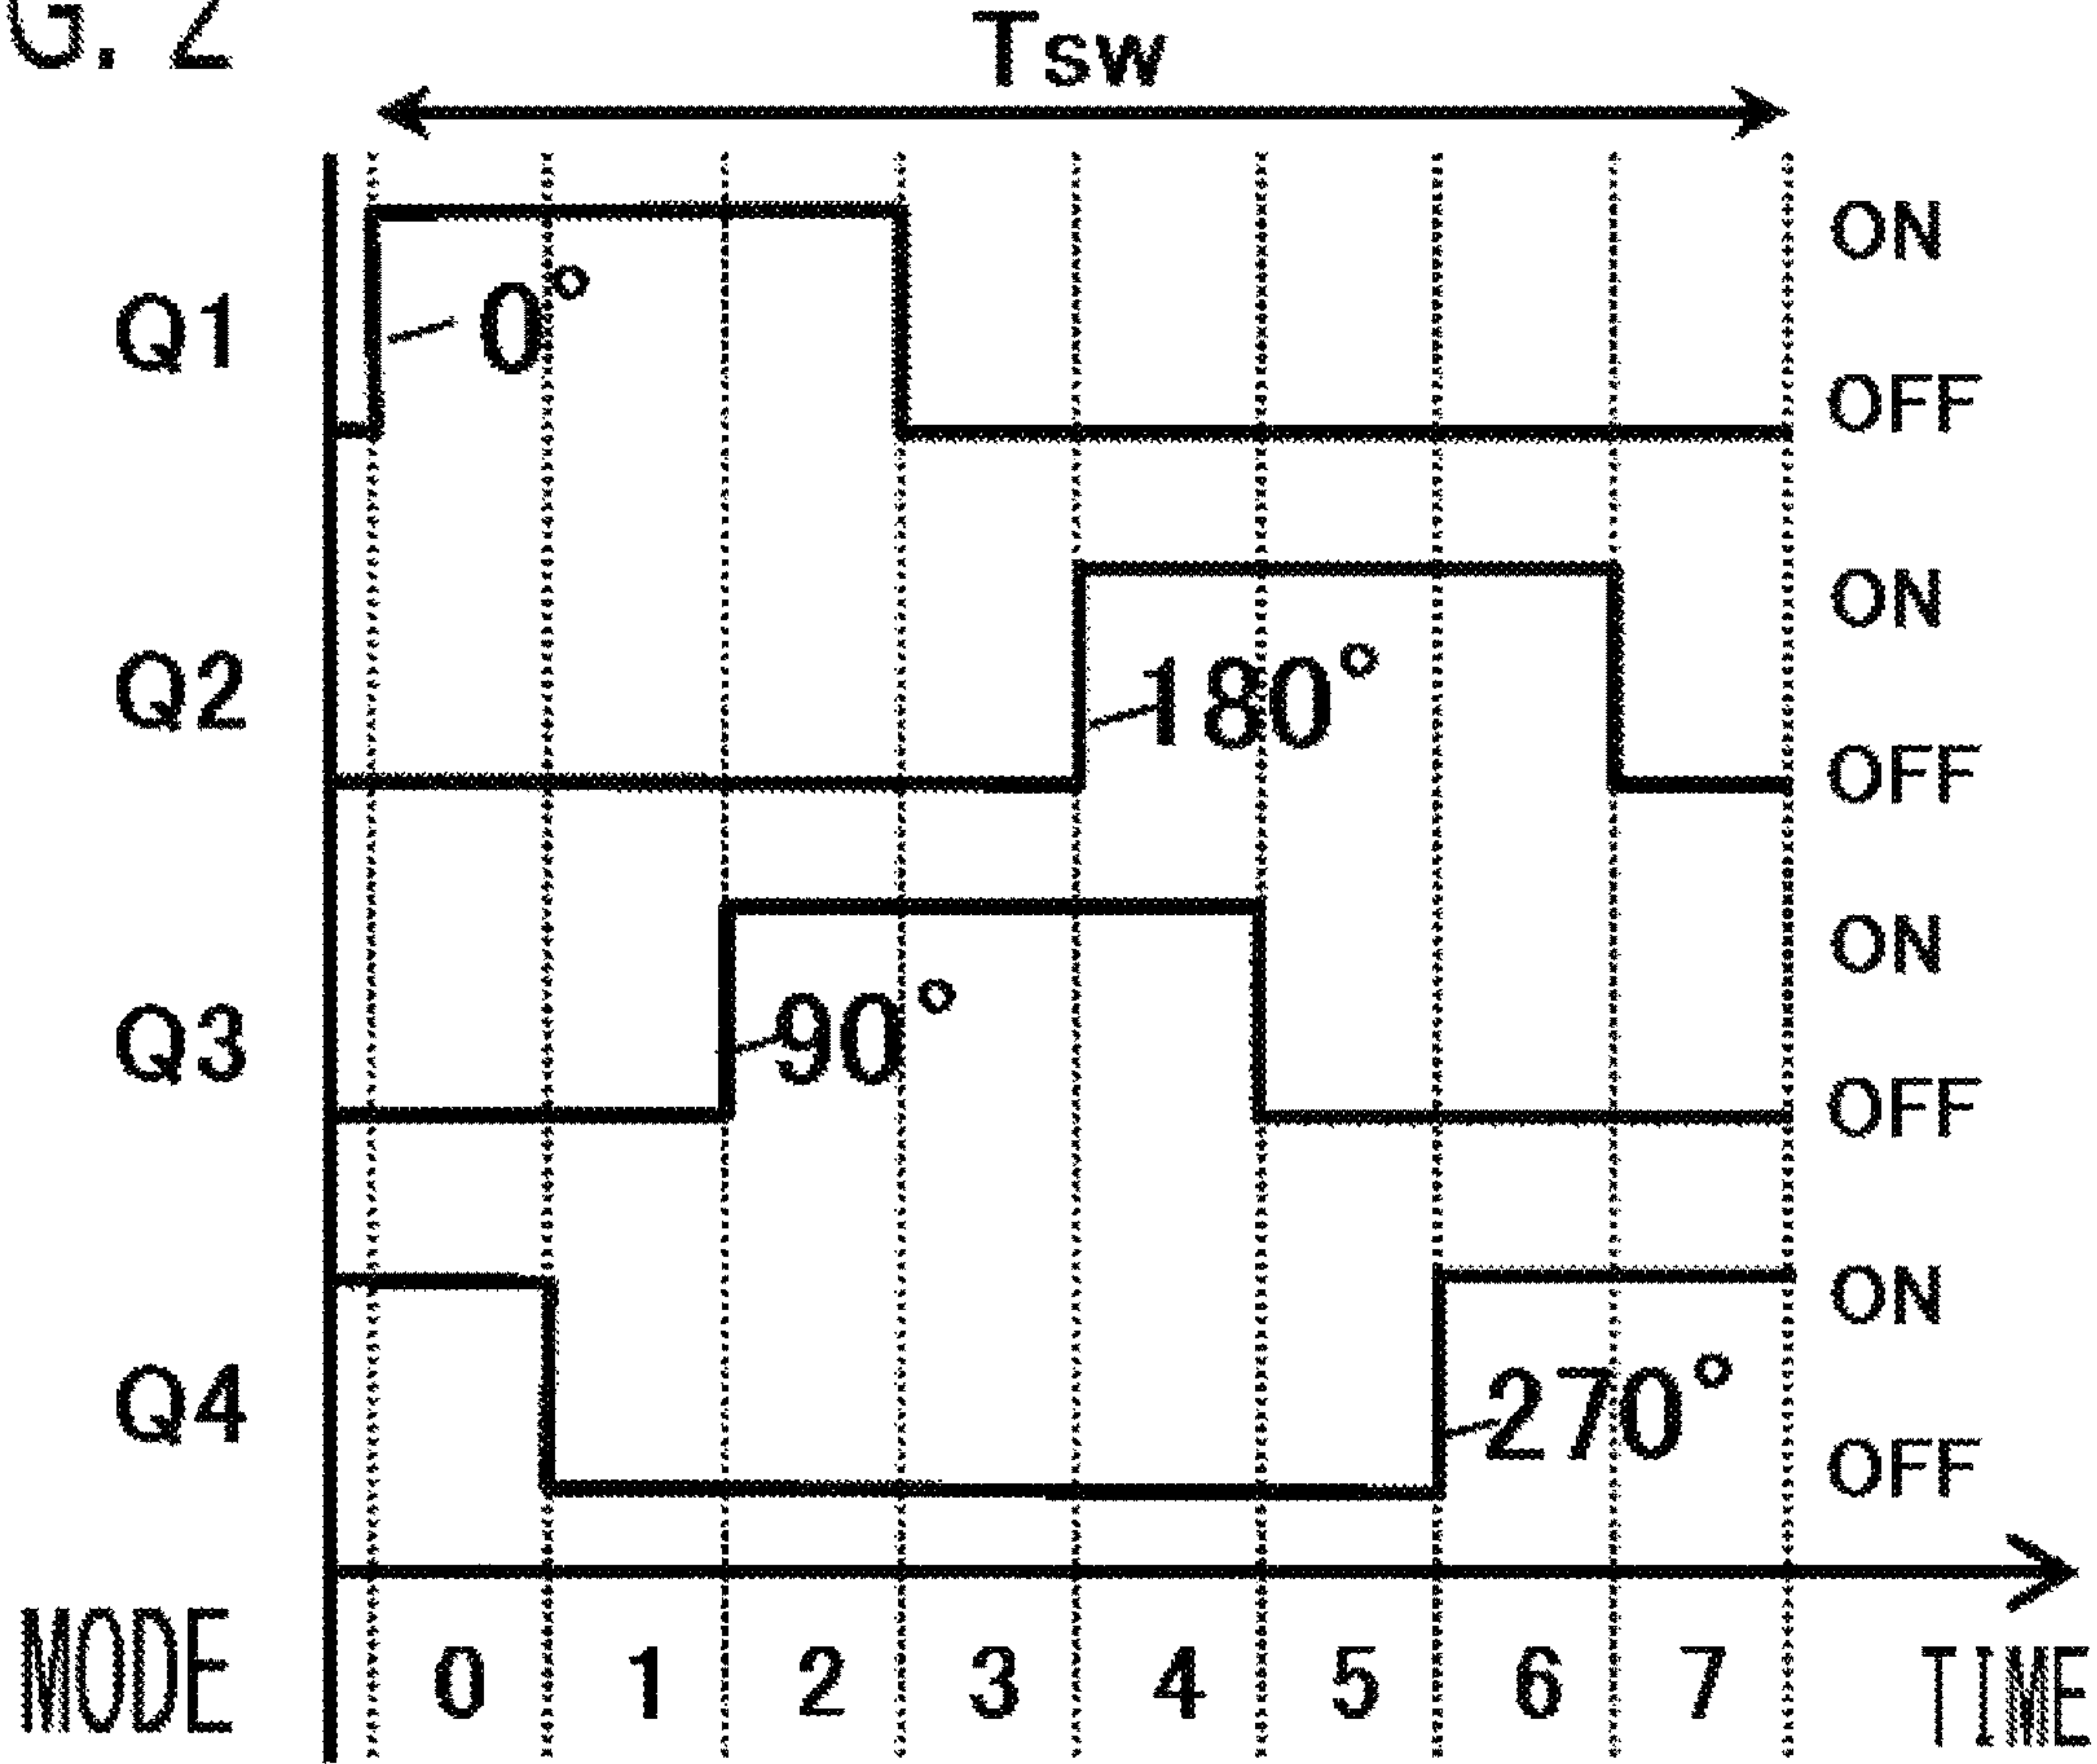 G. 2
Tsw
Q1
0°
ON
OFF
Q2
180°
ON
OFF
Q3
90°
ON
OFF
Q4
270°
ON
OFF
MODE 0 1 2 3 4 5 6 7 TIME